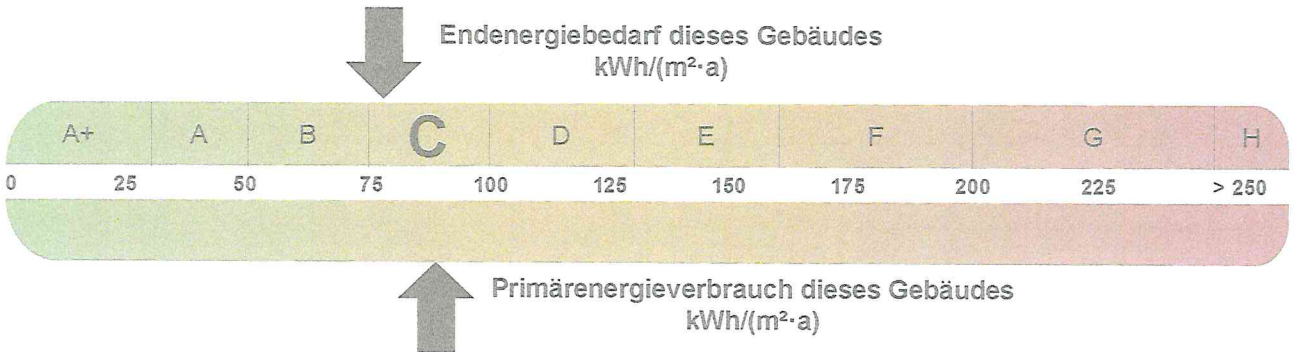 Endenergiebedarf dieses Gebäudes
kWh/(m²·a)
A+ A B C D E F G H
0 25 50 75 100 125 150 175 200 225 > 250
Primärenergieverbrauch dieses Gebäudes
kWh/(m²·a)